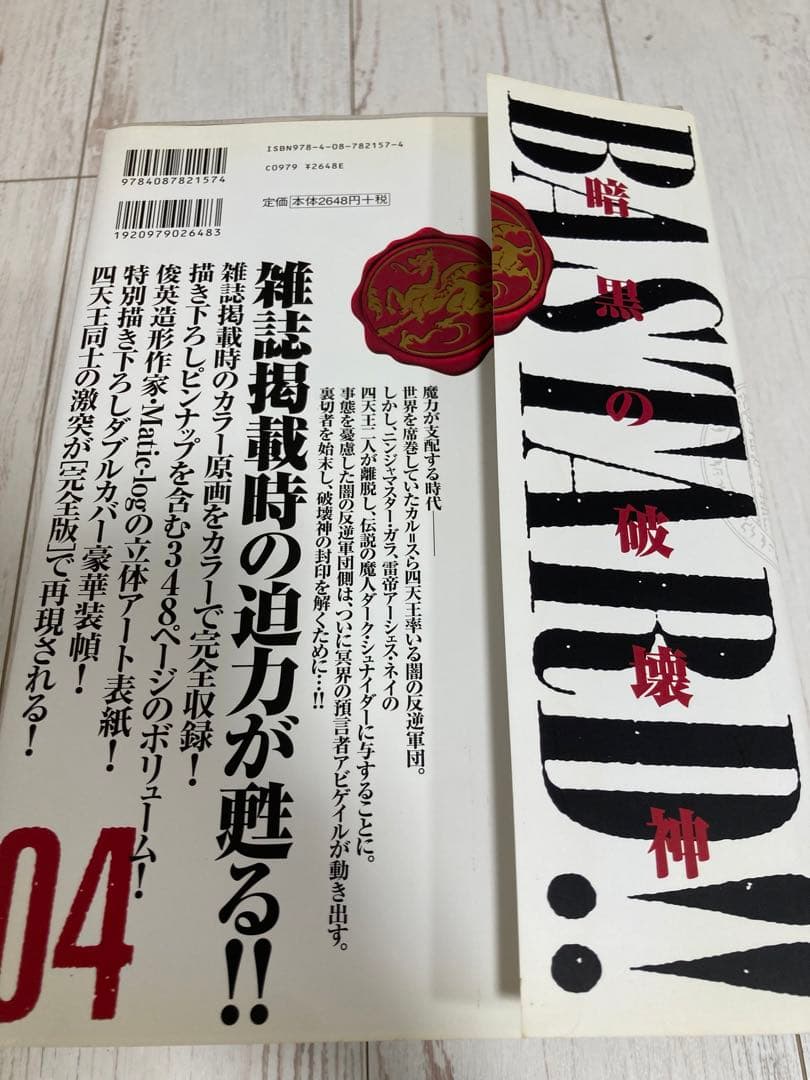 BASTARD!!
暗黒の破壊神
ISBN978-4-08-782157-4
C0979 ¥2648E
定価 本体2648円+税
9784087821574
1920979026483
魔力が支配する時代――
世界を席巻していたカル=スら四天王率いる闇の反逆軍団。
しかし、ニンジャマスター・ガラ、雷帝アーシェス・ネイの
四天王二人が離脱し、伝説の魔人ダーク・シュナイダーに与することに。
事態を憂慮した闇の反逆軍団側は、ついに冥界の預言者アビゲイルが動き出す。
裏切者を始末し、破壊神の封印を解くために…!!
雑誌掲載時の迫力が甦る!!
雑誌掲載時のカラー原画をカラーで完全収録!
描き下ろしピンナップを含む348ページのボリューム!
俊英造形作家・Matic-logの立体アート表紙!
特別描き下ろしダブルカバー豪華装幀!
四天王同士の激突が[完全版]で再現される!
04